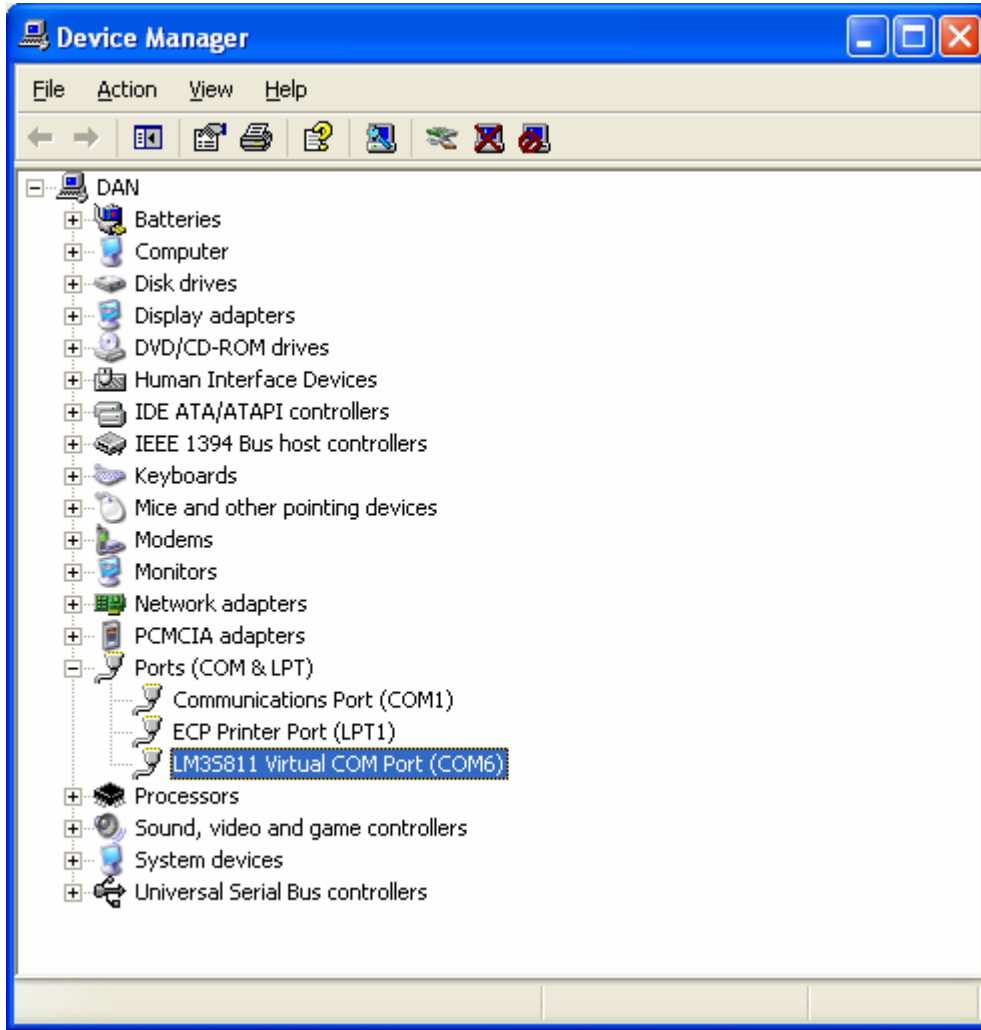 Device Manager
File Action View Help
DAN
Batteries
Computer
Disk drives
Display adapters
DVD/CD-ROM drives
Human Interface Devices
IDE ATA/ATAPI controllers
IEEE 1394 Bus host controllers
Keyboards
Mice and other pointing devices
Modems
Monitors
Network adapters
PCMCIA adapters
Ports (COM & LPT)
Communications Port (COM1)
ECP Printer Port (LPT1)
LM3S811 Virtual COM Port (COM6)
Processors
Sound, video and game controllers
System devices
Universal Serial Bus controllers